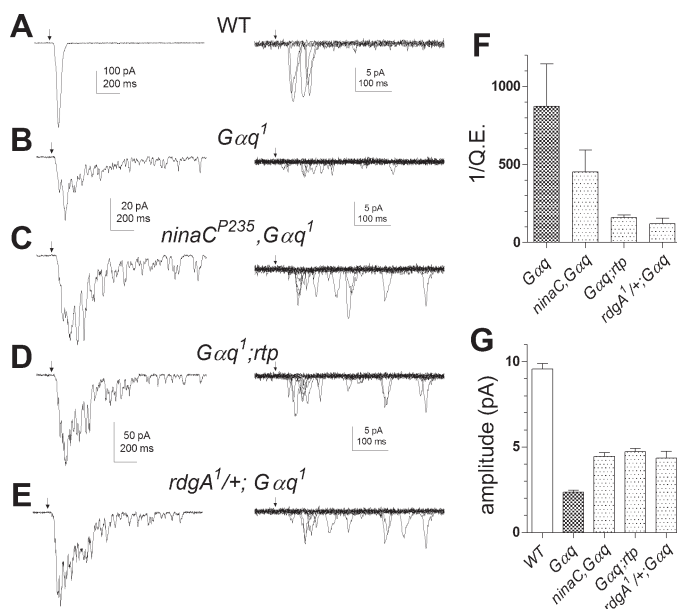 A
WT
100 pA
200 ms
5 pA
100 ms
B
Gαq¹
20 pA
200 ms
5 pA
100 ms
C
ninaCᴾ²³⁵,Gαq¹
D
Gαq¹;rtp
50 pA
200 ms
5 pA
100 ms
E
rdgA¹/+; Gαq¹
F
1/Q.E.
1000
500
0
Gαq
ninaC,Gαq
Gαq;rtp
rdgA¹/+;Gαq
G
amplitude (pA)
10
5
0
WT
Gαq
ninaC,Gαq
Gαq;rtp
rdgA¹/+;Gαq